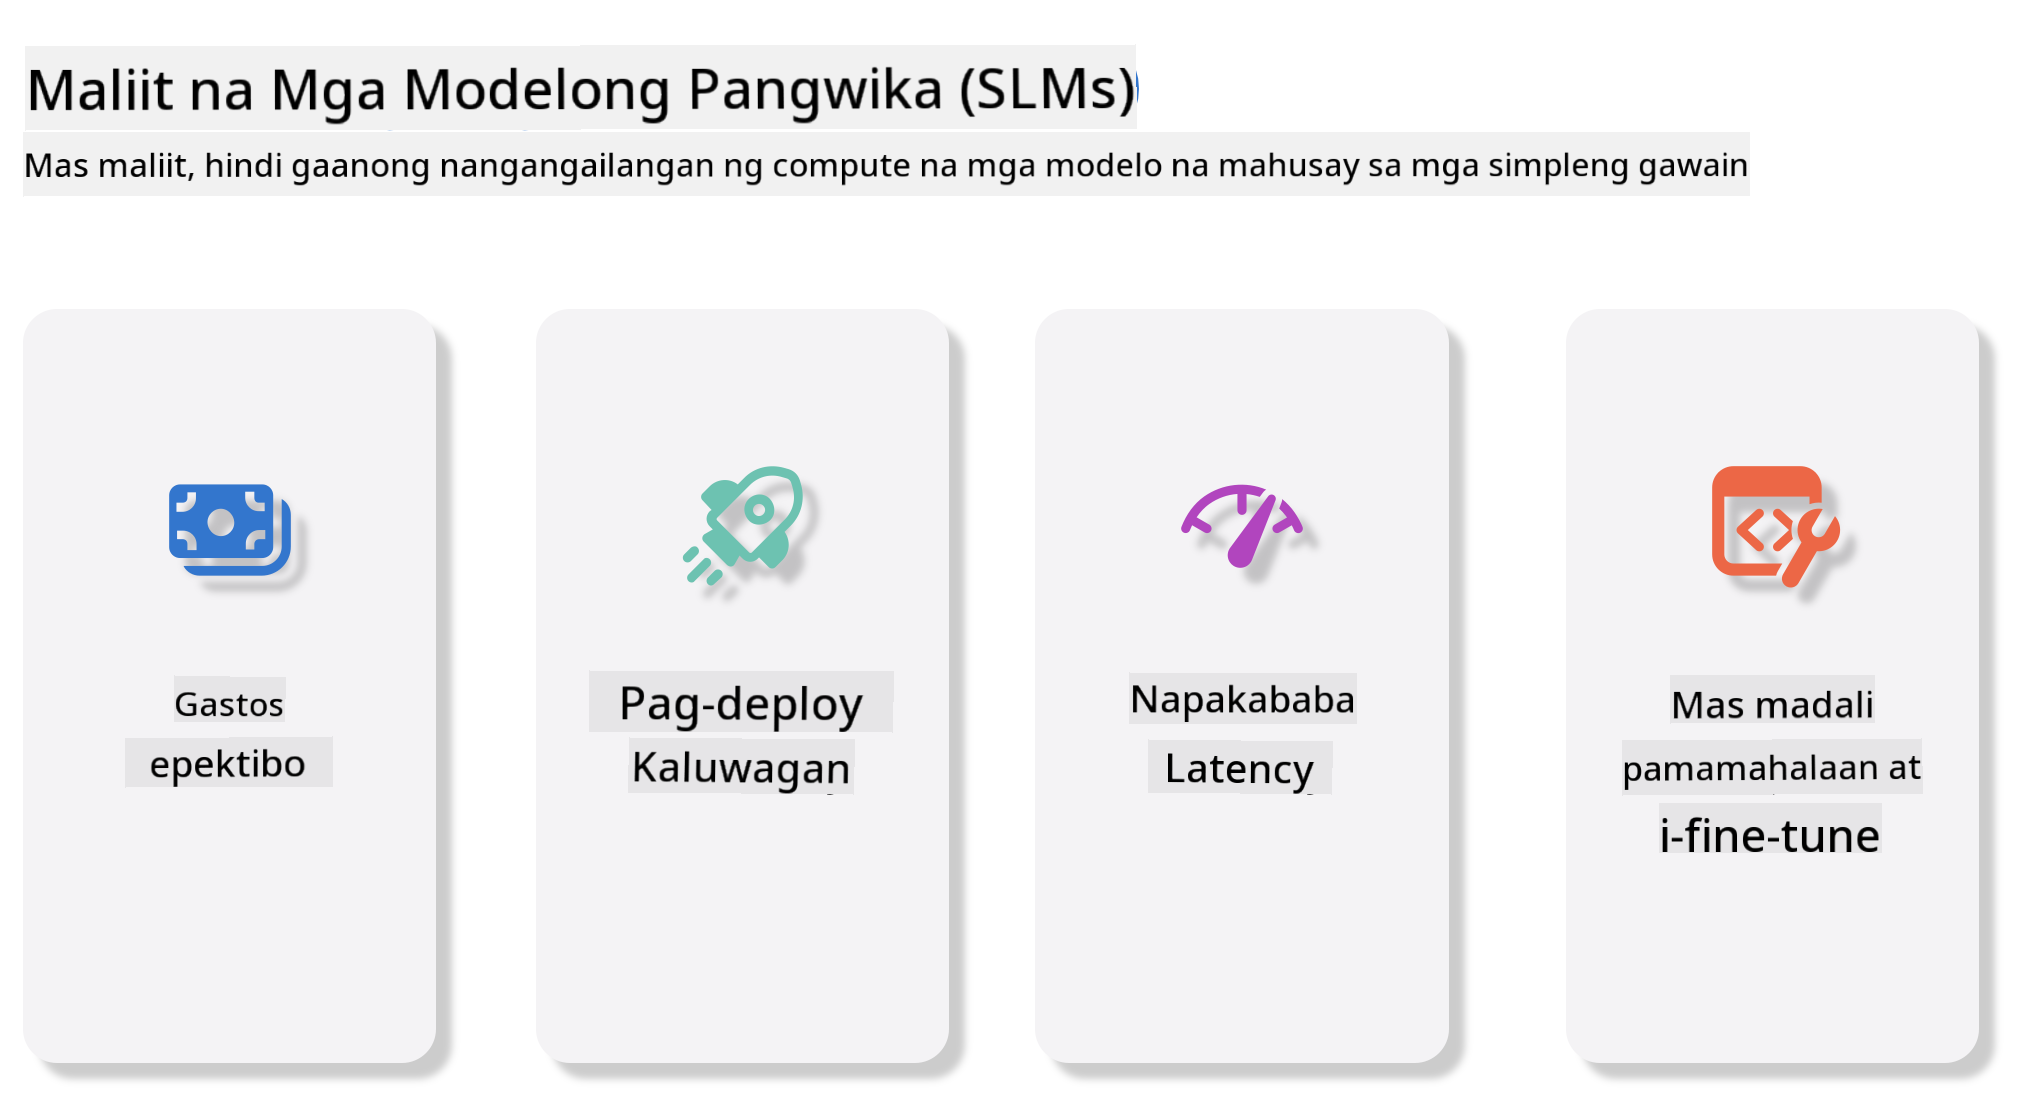 Maliit na Mga Modelong Pangwika (SLMs)
Mas maliit, hindi gaanong nangangailangan ng compute na mga modelo na mahusay sa mga simpleng gawain
Gastos
epektibo
Pag-deploy
Kaluwagan
Napakababa
Latency
Mas madali
pamamahalaan at
i-fine-tune